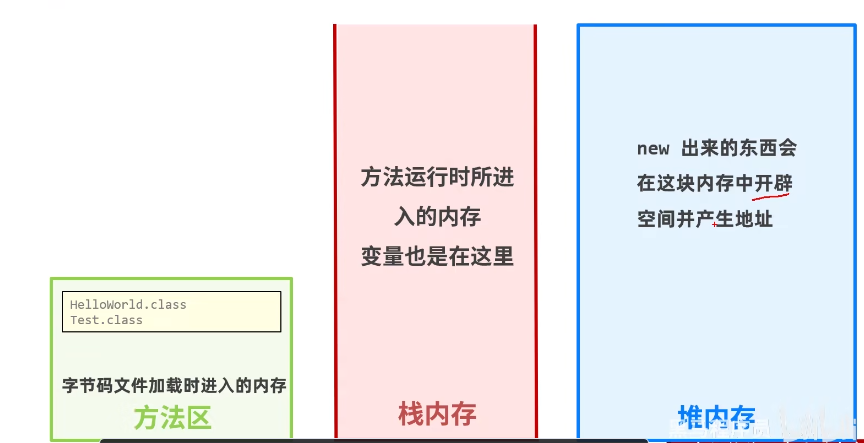 HelloWorld.class
Test.class
字节码文件加载时进入的内存
方法区
方法运行时所进
入的内存
变量也是在这里
栈内存
new 出来的东西会
在这块内存中开辟
空间并产生地址
堆内存